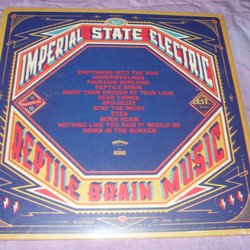 IMPERIAL STATE ELECTRIC
EMPTINESS INTO THE VOID
UNDERWHELMED
FAUSTIAN BARGAINS
REPTILE BRAIN
MORE THAN ENOUGH OF YOUR LOVE
DEAD THINGS
APOLOGIZE
STAY THE NIGHT
EYES
BORN AGAIN
NOTHING LIKE YOU SAID IT WOULD BE
DOWN IN THE BUNKER
REPTILE BRAIN MUSIC